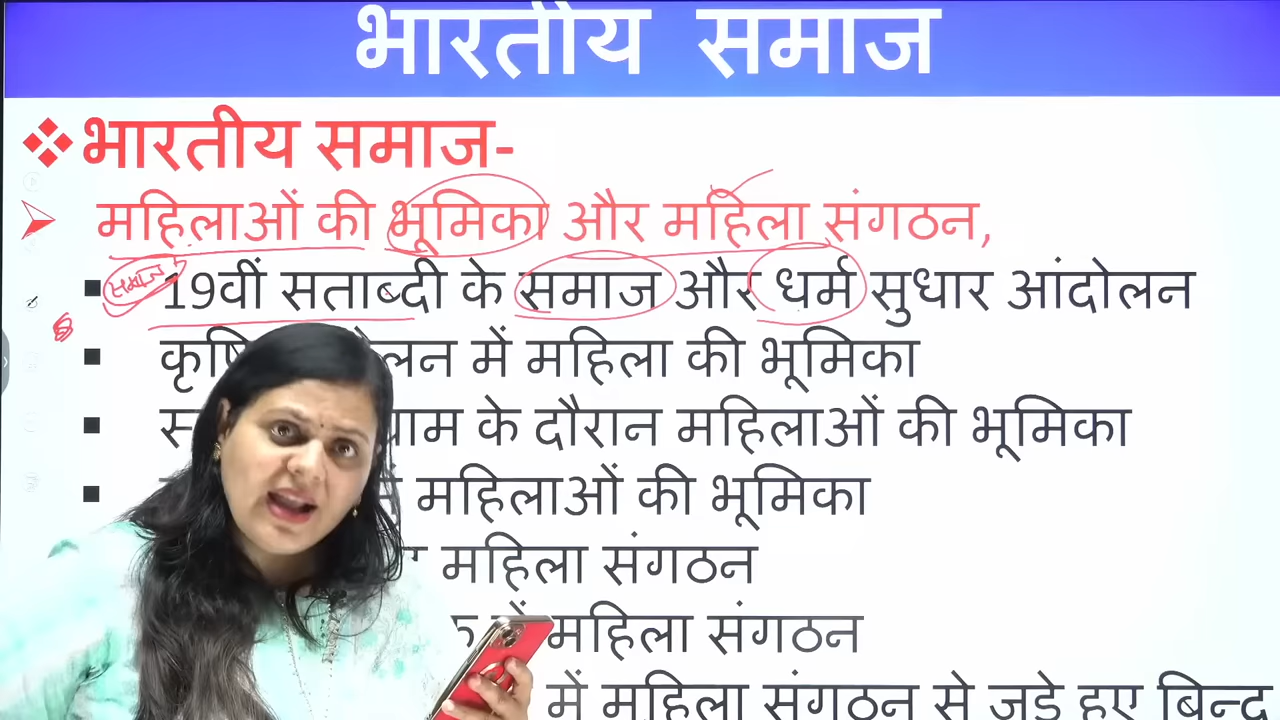 भारतीय समाज
भारतीय समाज-
महिलाओं की भूमिका और महिला संगठन,
समाज
19वीं सताब्दी के समाज और धर्म सुधार आंदोलन
में महिला की भूमिका
के दौरान महिलाओं की भूमिका
महिलाओं की भूमिका
महिला संगठन
में महिला संगठन
में महिला संगठन से जुड़े हुए बिन्दु